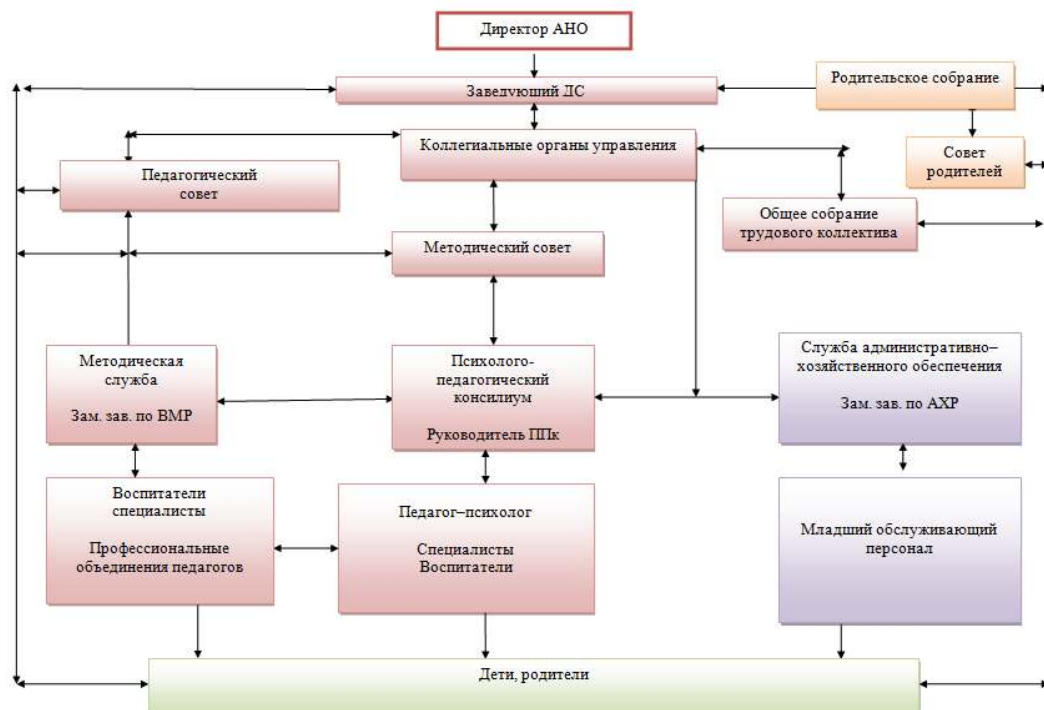 Директор АНО
Заведующий ДС
Родительское собрание
Коллегиальные органы управления
Совет
родителей
Педагогический
совет
Общее собрание
трудового коллектива
Методический совет
Методическая
служба
Зам. зав. по ВМР
Психолого-
педагогический
консилиум
Руководитель ППк
Служба административно–
хозяйственного обеспечения
Зам. зав. по АХР
Воспитатели
специалисты
Профессиональные
объединения педагогов
Педагог–психолог
Специалисты
Воспитатели
Младший обслуживающий
персонал
Дети, родители